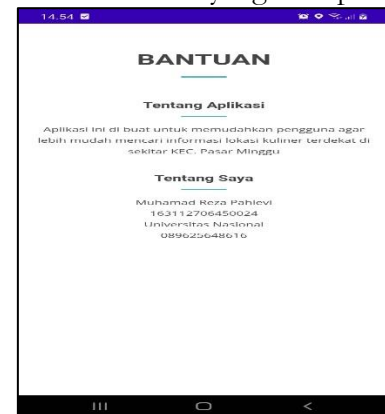 14.54
BANTUAN
Tentang Aplikasi
Aplikasi ini di buat untuk memudahkan pengguna agar
lebih mudah mencari informasi lokasi kuliner terdekat di
sekitar KEC. Pasar Minggu
Tentang Saya
Muhamad Reza Pahlevi
163112706450024
Universitas Nasional
089625648616